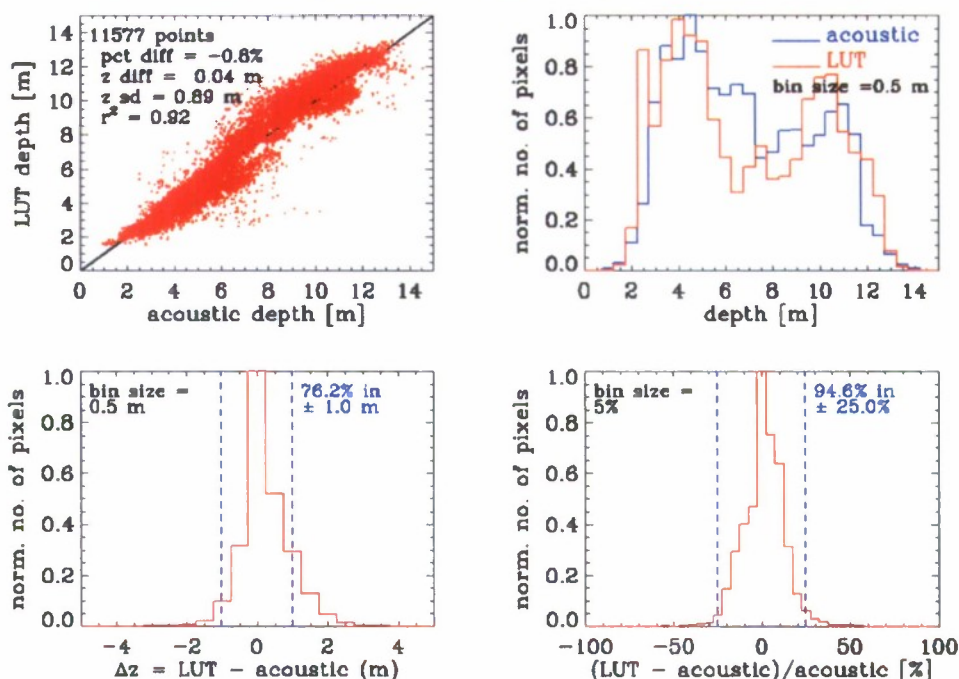 11577 points
pct diff = −0.8%
z diff = 0.04 m
z sd = 0.89 m
r² = 0.92
LUT depth [m]
14
12
10
8
6
4
2
0
0 2 4 6 8 10 12 14
acoustic depth [m]
acoustic
LUT
bin size =0.5 m
norm. no. of pixels
1.0
0.8
0.6
0.4
0.2
0.0
0 2 4 6 8 10 12 14
depth [m]
bin size =
0.5 m
76.2% in
± 1.0 m
norm. no. of pixels
1.0
0.8
0.6
0.4
0.2
0.0
−4 −2 0 2 4
Δz = LUT − acoustic (m)
bin size =
5%
94.6% in
± 25.0%
norm. no. of pixels
1.0
0.8
0.6
0.4
0.2
0.0
−100 −50 0 50 100
(LUT − acoustic)/acoustic [%]